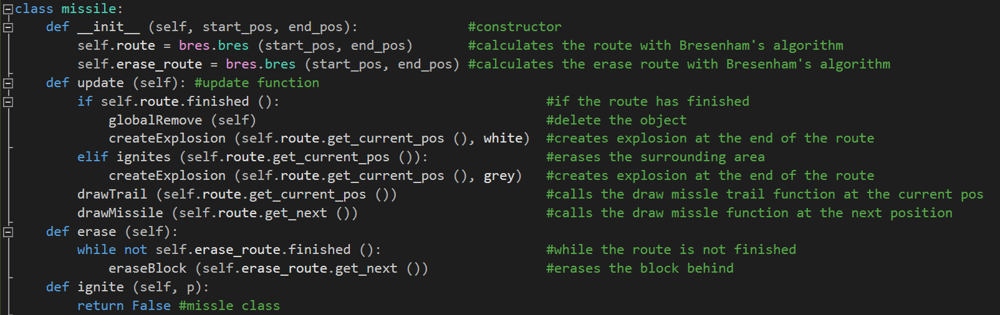 class missile:
    def __init__ (self, start_pos, end_pos):              #constructor
        self.route = bres.bres (start_pos, end_pos)       #calculates the route with Bresenham's algorithm
        self.erase_route = bres.bres (start_pos, end_pos) #calculates the erase route with Bresenham's algorithm
    def update (self): #update function
        if self.route.finished ():                                  #if the route has finished
            globalRemove (self)                                     #delete the object
            createExplosion (self.route.get_current_pos (), white)  #creates explosion at the end of the route
        elif ignites (self.route.get_current_pos ()):               #erases the surrounding area
            createExplosion (self.route.get_current_pos (), grey)   #creates explosion at the end of the route
        drawTrail (self.route.get_current_pos ())                   #calls the draw missle trail function at the current pos
        drawMissile (self.route.get_next ())                        #calls the draw missle function at the next position
    def erase (self):
        while not self.erase_route.finished ():                     #while the route is not finished
            eraseBlock (self.erase_route.get_next ())               #erases the block behind
    def ignite (self, p):
        return False #missle class